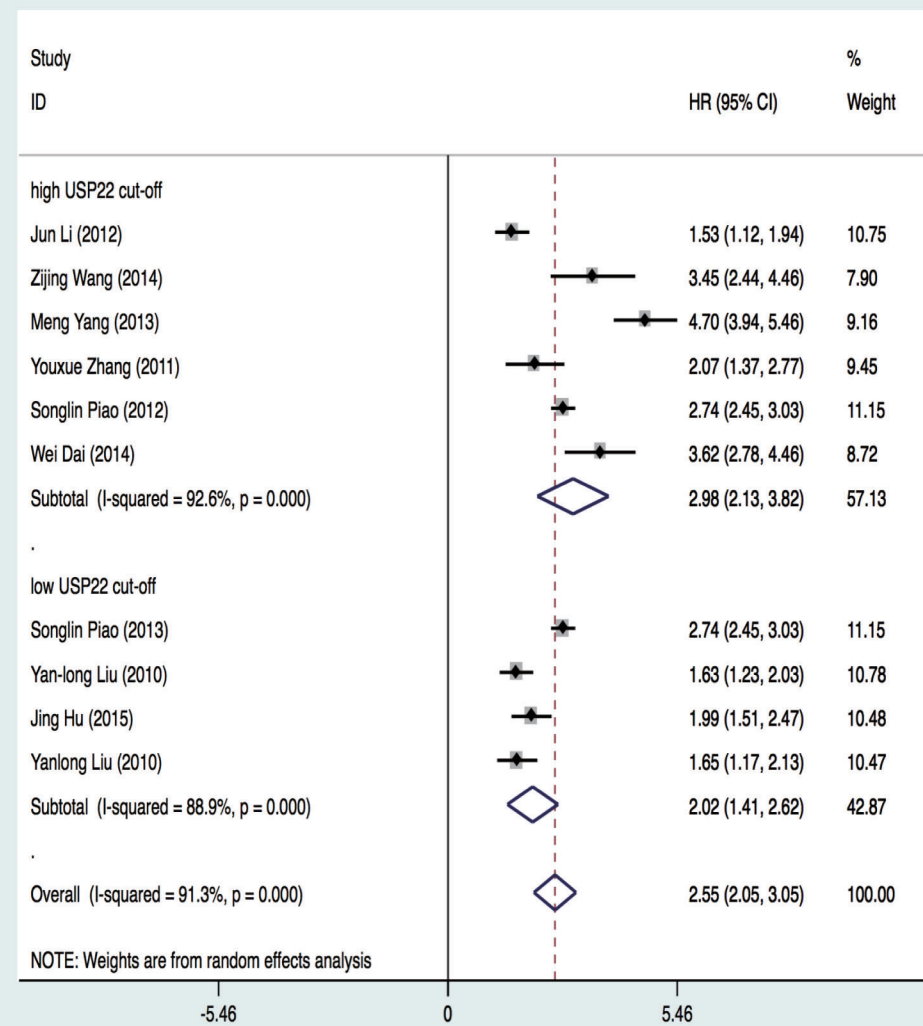 Study %
ID HR (95% CI) Weight
high USP22 cut-off
Jun Li (2012) 1.53 (1.12, 1.94) 10.75
Zijing Wang (2014) 3.45 (2.44, 4.46) 7.90
Meng Yang (2013) 4.70 (3.94, 5.46) 9.16
Youxue Zhang (2011) 2.07 (1.37, 2.77) 9.45
Songlin Piao (2012) 2.74 (2.45, 3.03) 11.15
Wei Dai (2014) 3.62 (2.78, 4.46) 8.72
Subtotal (I-squared = 92.6%, p = 0.000) 2.98 (2.13, 3.82) 57.13
.
low USP22 cut-off
Songlin Piao (2013) 2.74 (2.45, 3.03) 11.15
Yan-long Liu (2010) 1.63 (1.23, 2.03) 10.78
Jing Hu (2015) 1.99 (1.51, 2.47) 10.48
Yanlong Liu (2010) 1.65 (1.17, 2.13) 10.47
Subtotal (I-squared = 88.9%, p = 0.000) 2.02 (1.41, 2.62) 42.87
.
Overall (I-squared = 91.3%, p = 0.000) 2.55 (2.05, 3.05) 100.00
NOTE: Weights are from random effects analysis
-5.46 0 5.46